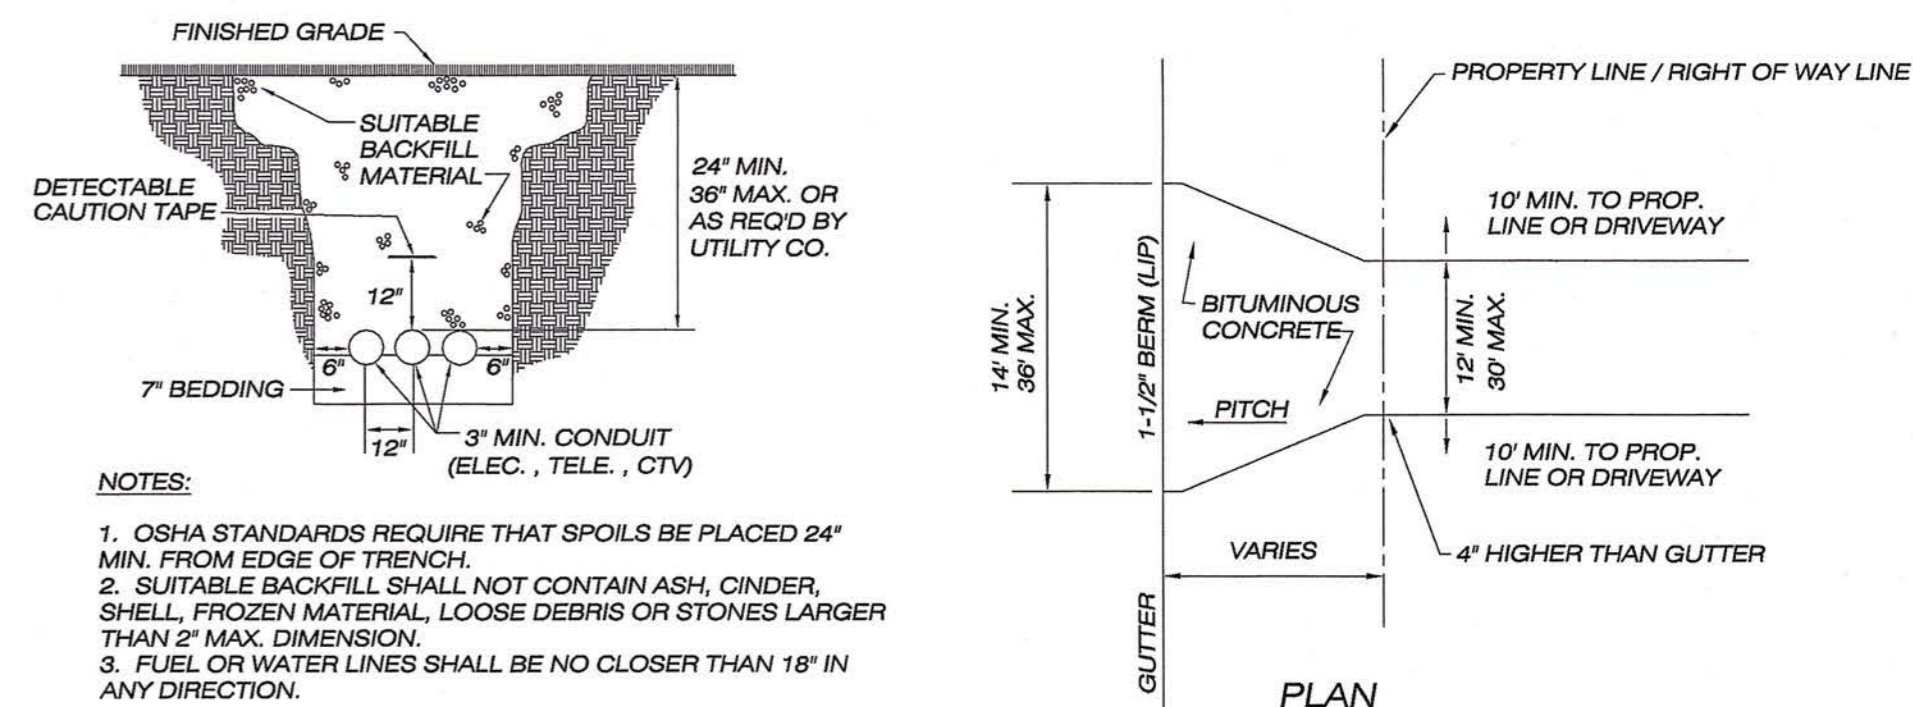 FINISHED GRADE
SUITABLE
BACKFILL
MATERIAL
DETECTABLE
CAUTION TAPE
24" MIN.
36" MAX. OR
AS REQ'D BY
UTILITY CO.
12"
6"
6"
7" BEDDING
12"
3" MIN. CONDUIT
(ELEC. , TELE. , CTV)
NOTES:
1. OSHA STANDARDS REQUIRE THAT SPOILS BE PLACED 24"
MIN. FROM EDGE OF TRENCH.
2. SUITABLE BACKFILL SHALL NOT CONTAIN ASH, CINDER,
SHELL, FROZEN MATERIAL, LOOSE DEBRIS OR STONES LARGER
THAN 2" MAX. DIMENSION.
3. FUEL OR WATER LINES SHALL BE NO CLOSER THAN 18" IN
ANY DIRECTION.
PROPERTY LINE / RIGHT OF WAY LINE
10' MIN. TO PROP.
LINE OR DRIVEWAY
14' MIN.
36' MAX.
1-1/2" BERM (LIP)
BITUMINOUS
CONCRETE
12' MIN.
30' MAX.
PITCH
10' MIN. TO PROP.
LINE OR DRIVEWAY
VARIES
4" HIGHER THAN GUTTER
GUTTER
PLAN